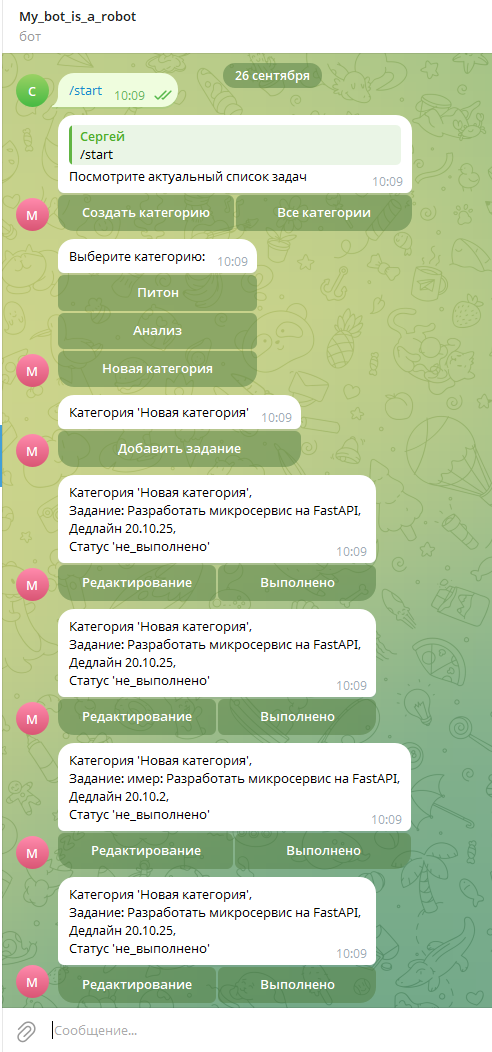 My_bot_is_a_robot
бот
26 сентября
С
/start 10:09
Сергей
/start
Посмотрите актуальный список задач 10:09
М
Создать категорию Все категории
Выберите категорию: 10:09
Питон
Анализ
М
Новая категория
Категория 'Новая категория' 10:09
М
Добавить задание
Категория 'Новая категория',
Задание: Разработать микросервис на FastAPI,
Дедлайн 20.10.25,
Статус 'не_выполнено' 10:09
М
Редактирование Выполнено
Категория 'Новая категория',
Задание: Разработать микросервис на FastAPI,
Дедлайн 20.10.25,
Статус 'не_выполнено' 10:09
М
Редактирование Выполнено
Категория 'Новая категория',
Задание: имер: Разработать микросервис на FastAPI,
Дедлайн 20.10.2,
Статус 'не_выполнено' 10:09
М
Редактирование Выполнено
Категория 'Новая категория',
Задание: Разработать микросервис на FastAPI,
Дедлайн 20.10.25,
Статус 'не_выполнено' 10:09
М
Редактирование Выполнено
Сообщение...